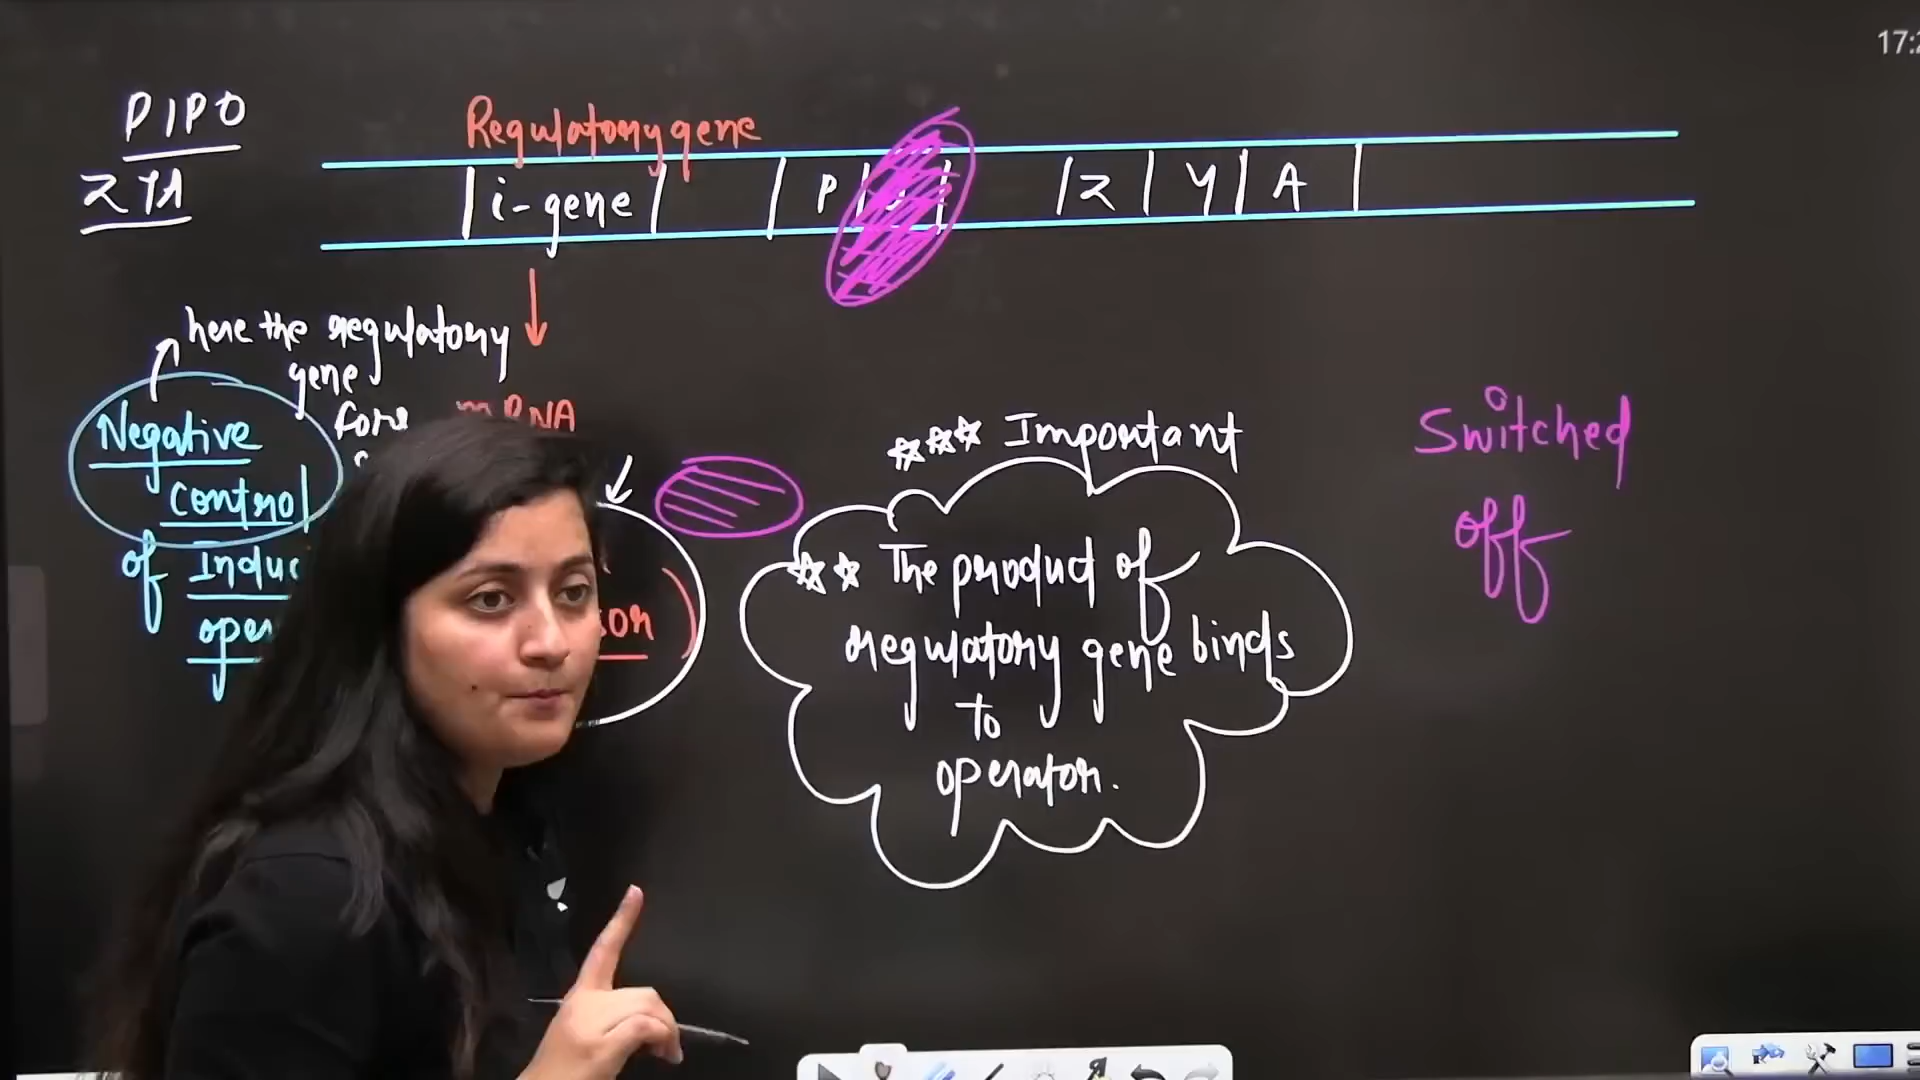 17:2
PIPO
ZYA
Regulatory gene
i-gene P Z Y A
here the regulatory
gene
mRNA
Negative
control
of
*** Important
** The product of
regulatory gene binds
to
operator.
Switched
off